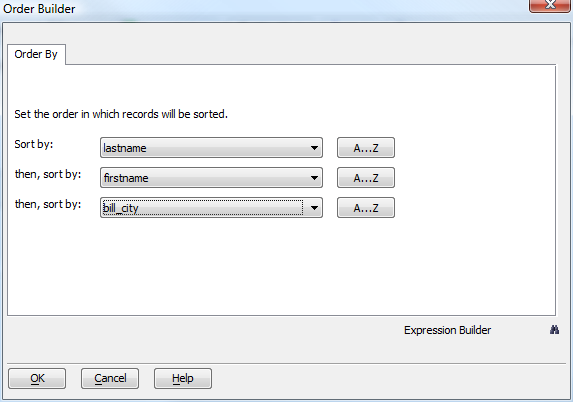 Order Builder
Order By
Set the order in which records will be sorted.
Sort by: lastname A...Z
then, sort by: firstname A...Z
then, sort by: bill_city A...Z
Expression Builder
OK Cancel Help